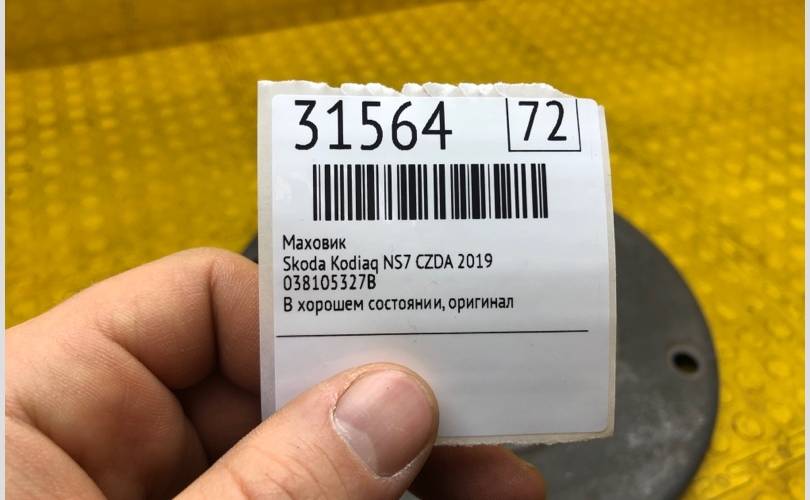 31564 72
Маховик
Skoda Kodiaq NS7 CZDA 2019
038105327B
В хорошем состоянии, оригинал